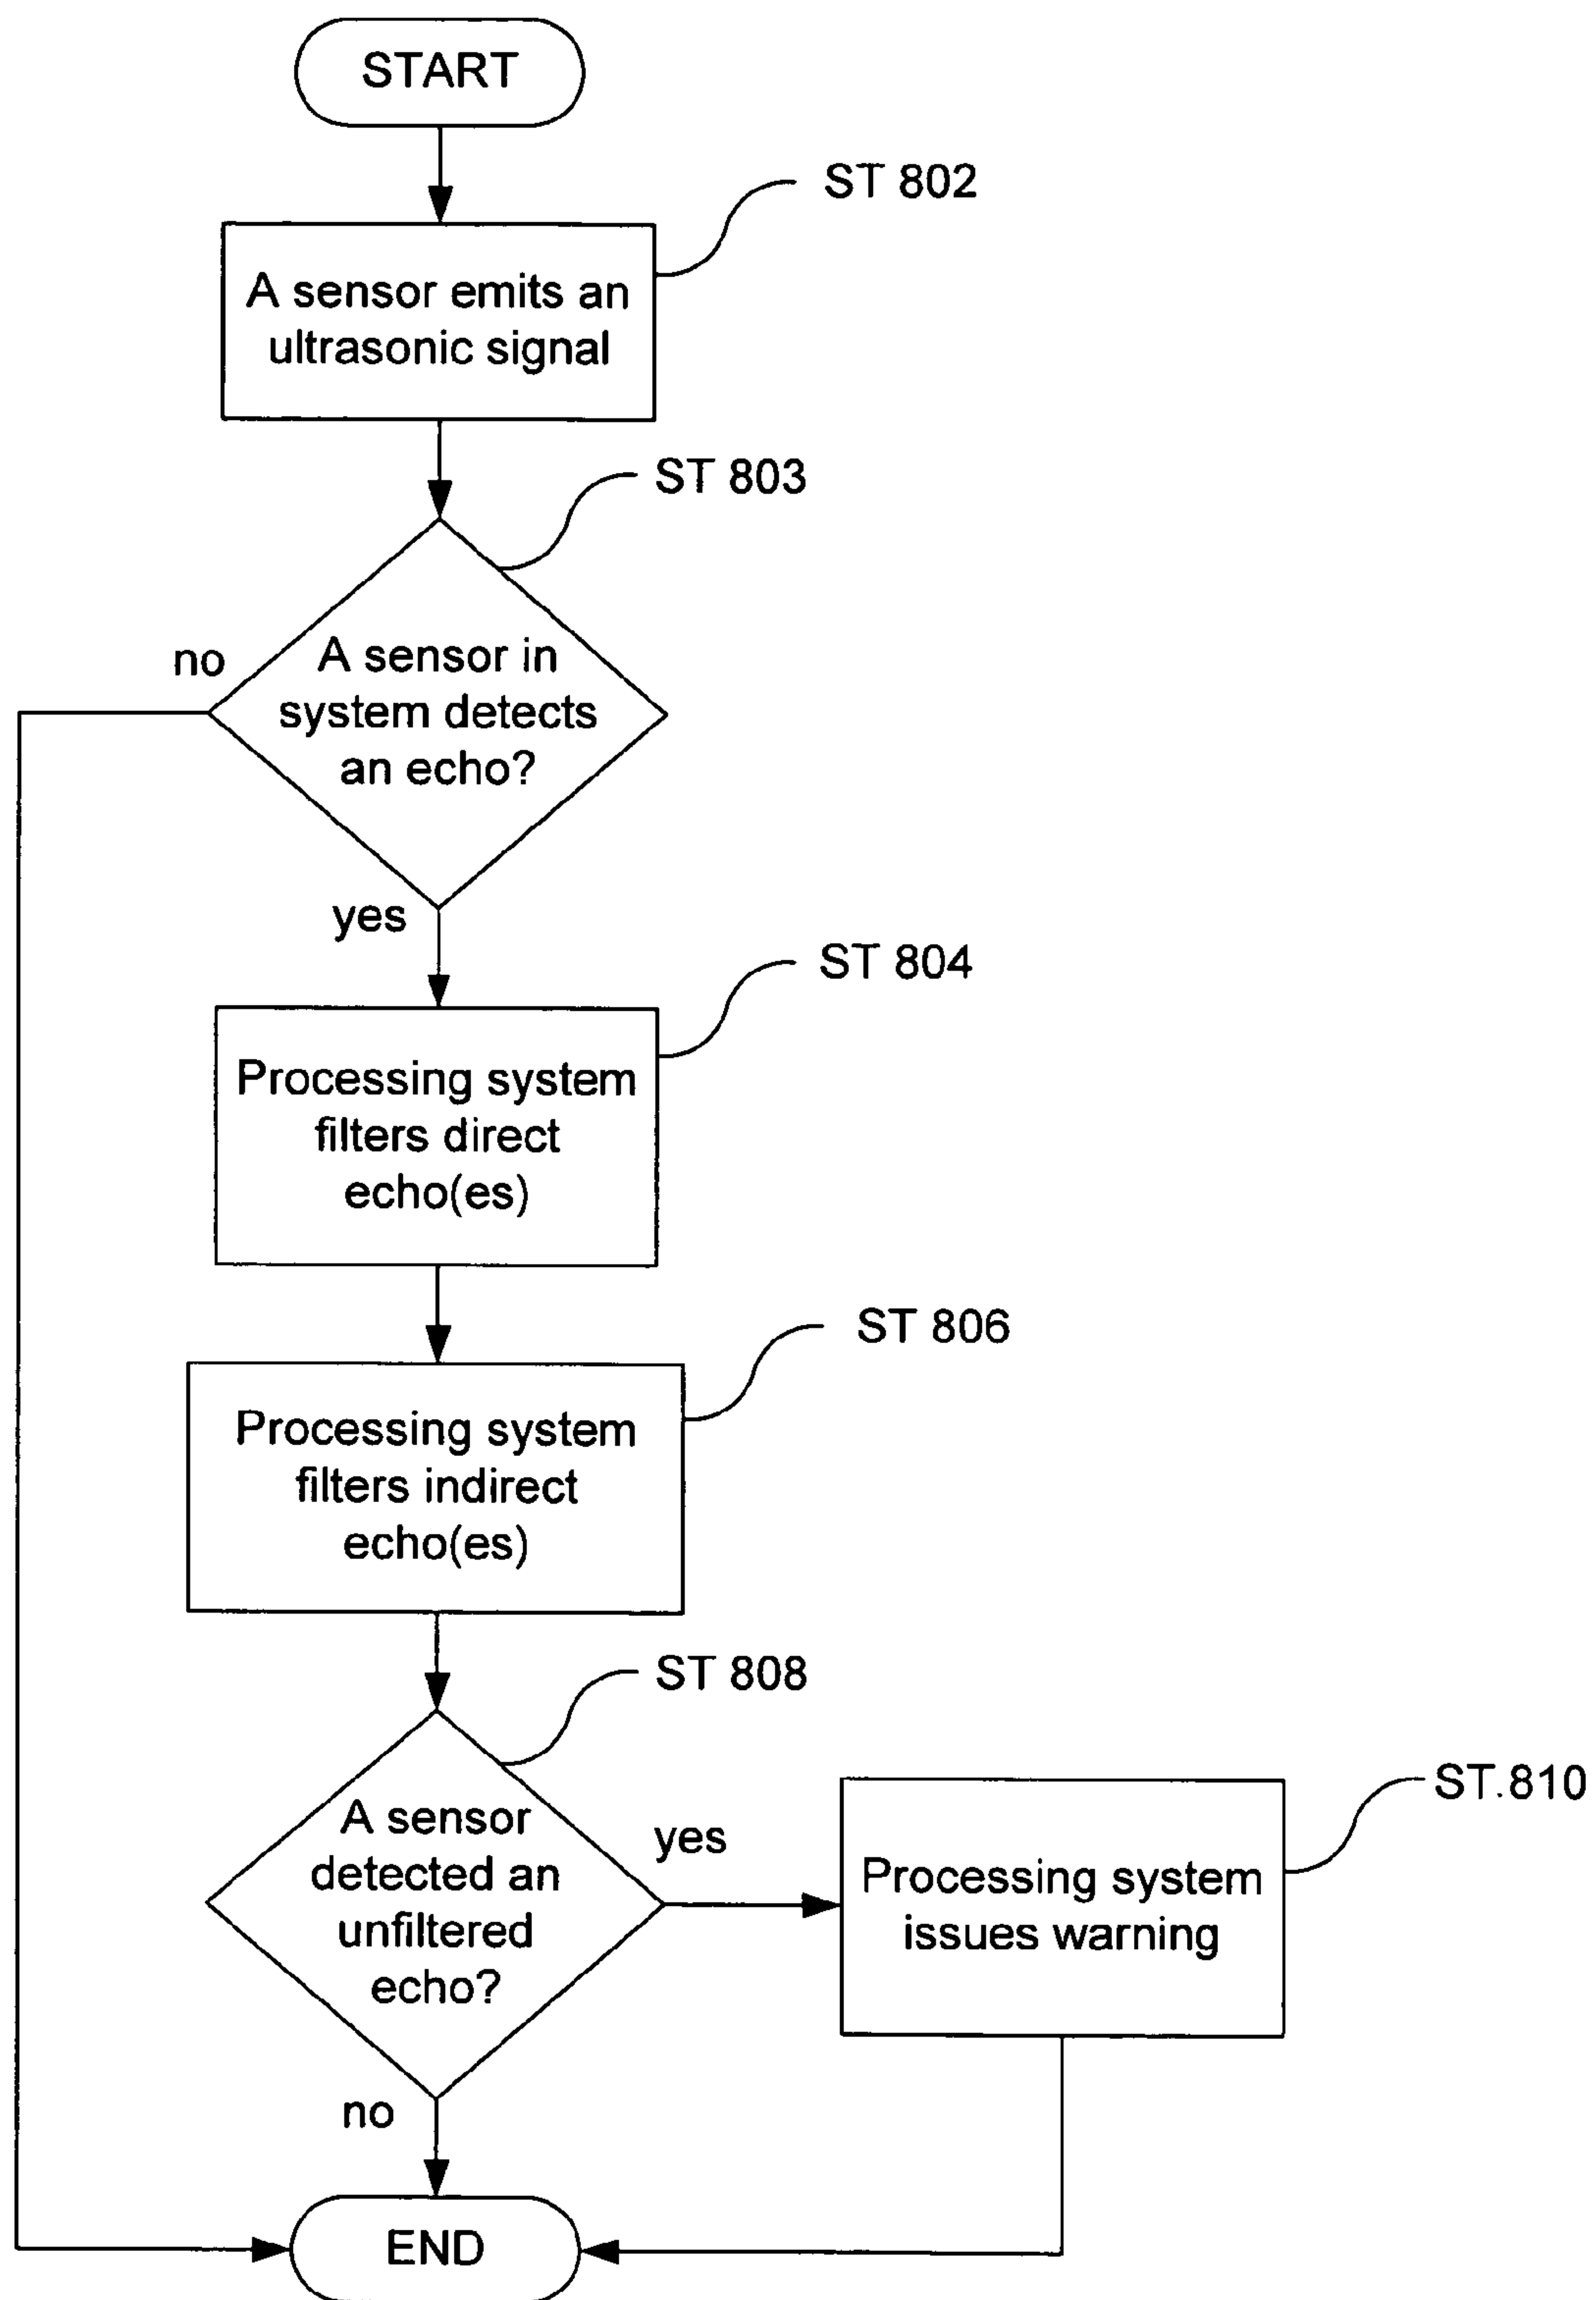 START
ST 802
A sensor emits an
ultrasonic signal
ST 803
no
A sensor in
system detects
an echo?
yes
ST 804
Processing system
filters direct
echo(es)
ST 806
Processing system
filters indirect
echo(es)
ST 808
A sensor
detected an
unfiltered
echo?
yes
ST.810
Processing system
issues warning
no
END